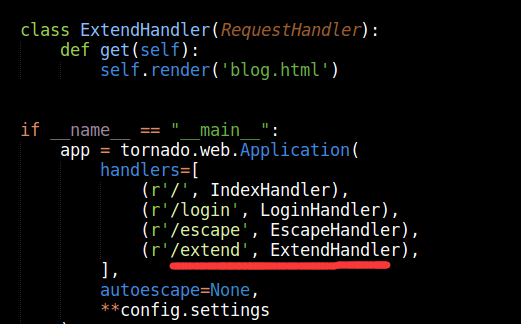 class ExtendHandler(RequestHandler):
    def get(self):
        self.render('blog.html')
if __name__ == "__main__":
    app = tornado.web.Application(
        handlers=[
            (r'/', IndexHandler),
            (r'/login', LoginHandler),
            (r'/escape', EscapeHandler),
            (r'/extend', ExtendHandler),
        ],
        autoescape=None,
        **config.settings